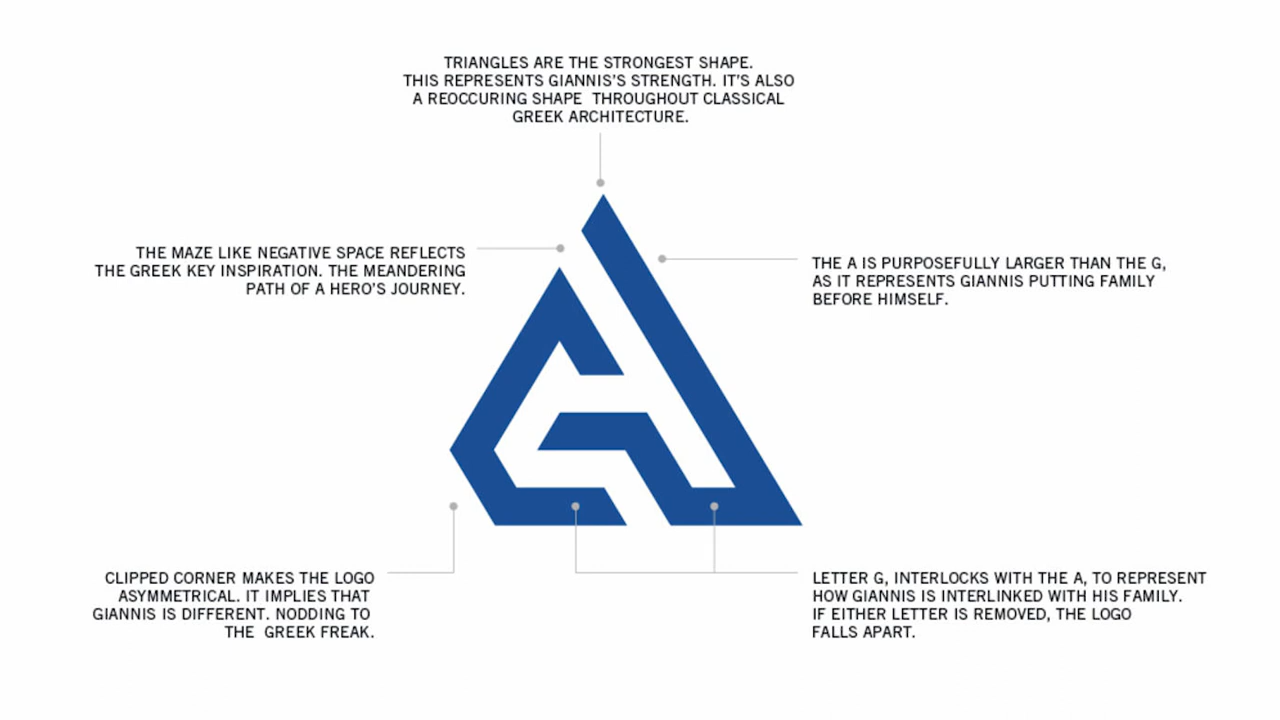 TRIANGLES ARE THE STRONGEST SHAPE.
THIS REPRESENTS GIANNIS'S STRENGTH. IT'S ALSO
A REOCCURING SHAPE THROUGHOUT CLASSICAL
GREEK ARCHITECTURE.
THE MAZE LIKE NEGATIVE SPACE REFLECTS
THE GREEK KEY INSPIRATION. THE MEANDERING
PATH OF A HERO'S JOURNEY.
THE A IS PURPOSEFULLY LARGER THAN THE G,
AS IT REPRESENTS GIANNIS PUTTING FAMILY
BEFORE HIMSELF.
CLIPPED CORNER MAKES THE LOGO
ASYMMETRICAL. IT IMPLIES THAT
GIANNIS IS DIFFERENT. NODDING TO
THE GREEK FREAK.
LETTER G, INTERLOCKS WITH THE A, TO REPRESENT
HOW GIANNIS IS INTERLINKED WITH HIS FAMILY.
IF EITHER LETTER IS REMOVED, THE LOGO
FALLS APART.